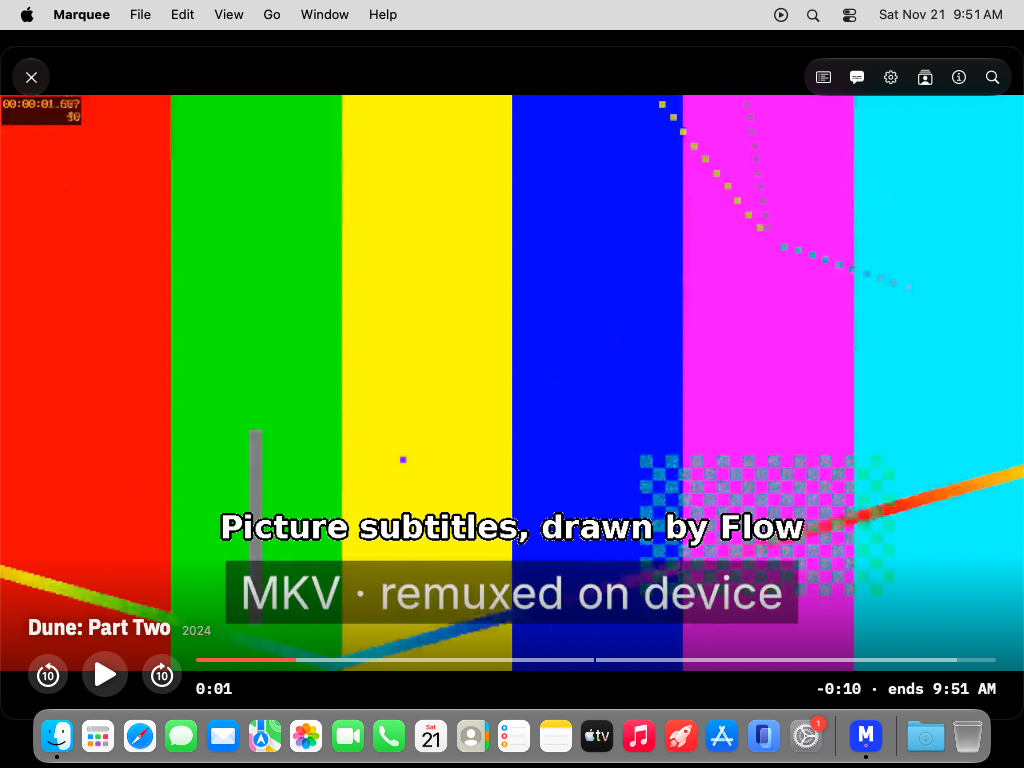 Marquee File Edit View Go Window Help Sat Nov 21 9:51 AM
Picture subtitles, drawn by Flow
MKV · remuxed on device
Dune: Part Two 2024
10 10
0:01 -0:10 · ends 9:51 AM
Sat
21
tv
1
M